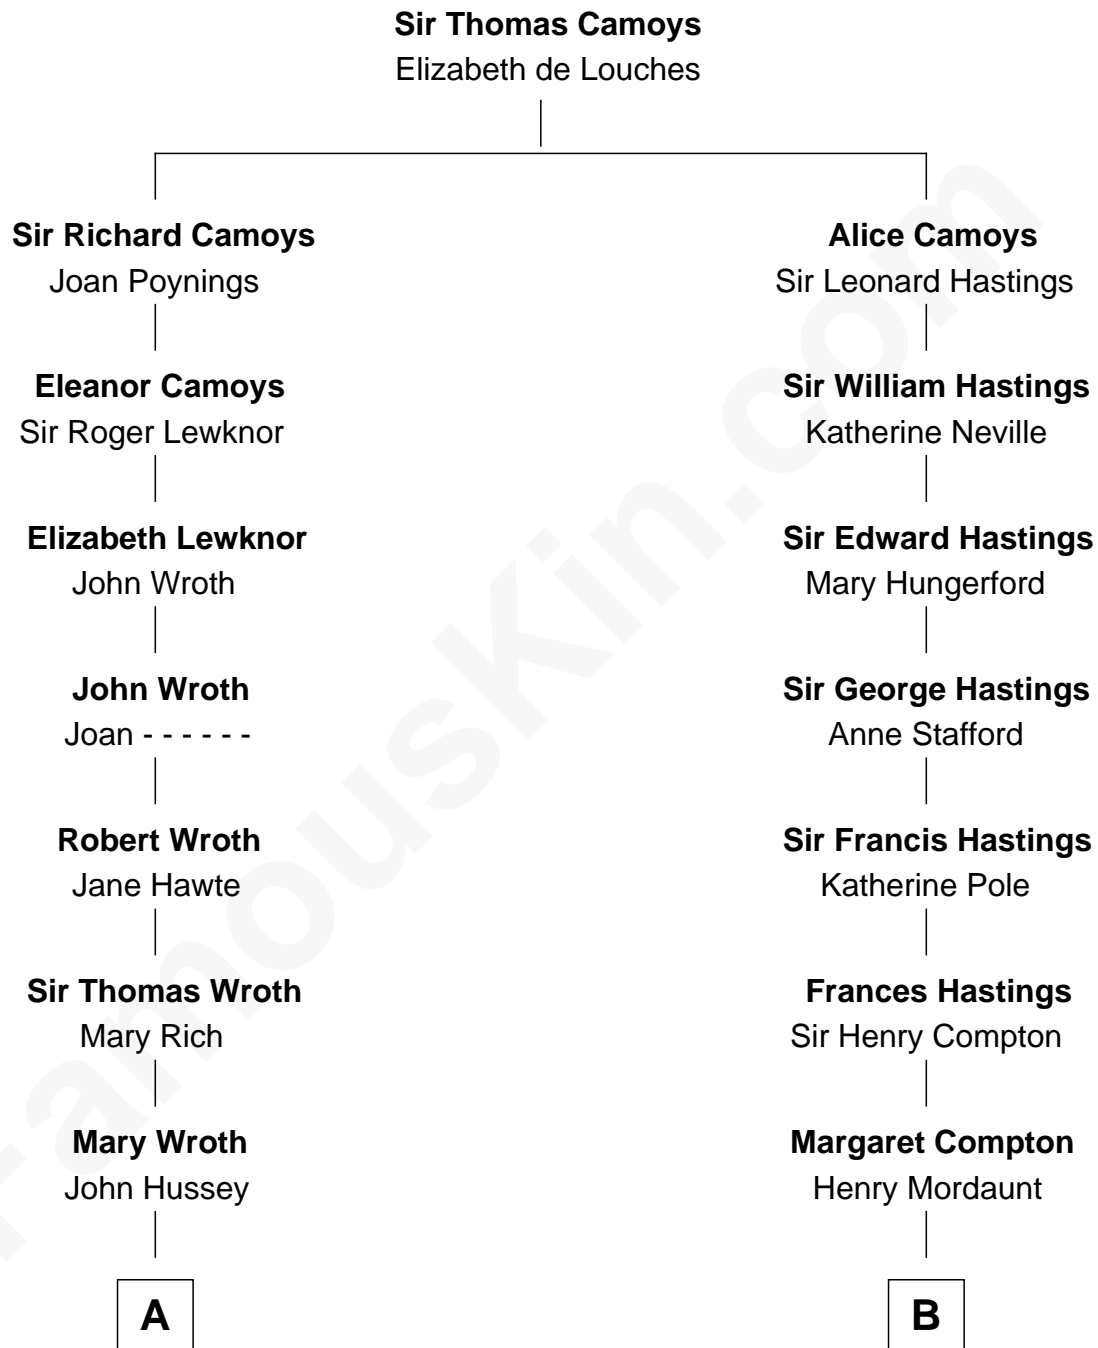 Sir Thomas Camoys
Elizabeth de Louches
Sir Richard Camoys
Joan Poynings
Alice Camoys
Sir Leonard Hastings
Eleanor Camoys
Sir Roger Lewknor
Sir William Hastings
Katherine Neville
Elizabeth Lewknor
John Wroth
Sir Edward Hastings
Mary Hungerford
John Wroth
Joan - - - - - -
Sir George Hastings
Anne Stafford
Robert Wroth
Jane Hawte
Sir Francis Hastings
Katherine Pole
Sir Thomas Wroth
Mary Rich
Frances Hastings
Sir Henry Compton
Mary Wroth
John Hussey
Margaret Compton
Henry Mordaunt
A
B
FamousKin.com